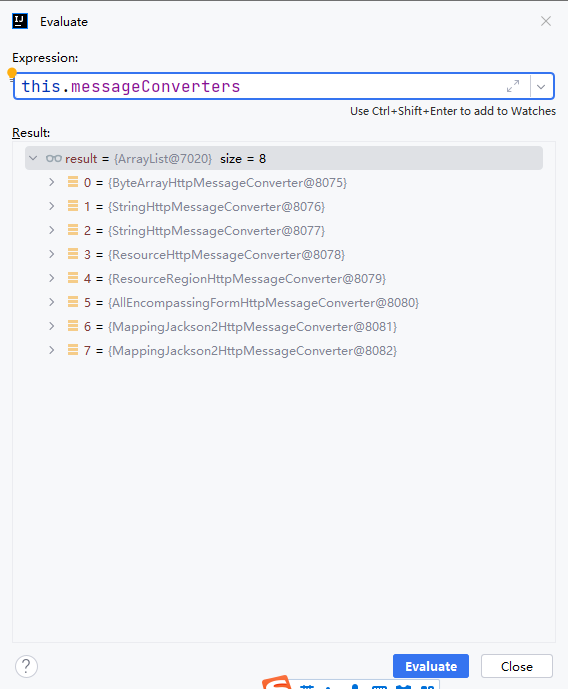 Evaluate
Expression:
this.messageConverters
Use Ctrl+Shift+Enter to add to Watches
Result:
result = {ArrayList@7020} size = 8
0 = {ByteArrayHttpMessageConverter@8075}
1 = {StringHttpMessageConverter@8076}
2 = {StringHttpMessageConverter@8077}
3 = {ResourceHttpMessageConverter@8078}
4 = {ResourceRegionHttpMessageConverter@8079}
5 = {AllEncompassingFormHttpMessageConverter@8080}
6 = {MappingJackson2HttpMessageConverter@8081}
7 = {MappingJackson2HttpMessageConverter@8082}
? Evaluate Close